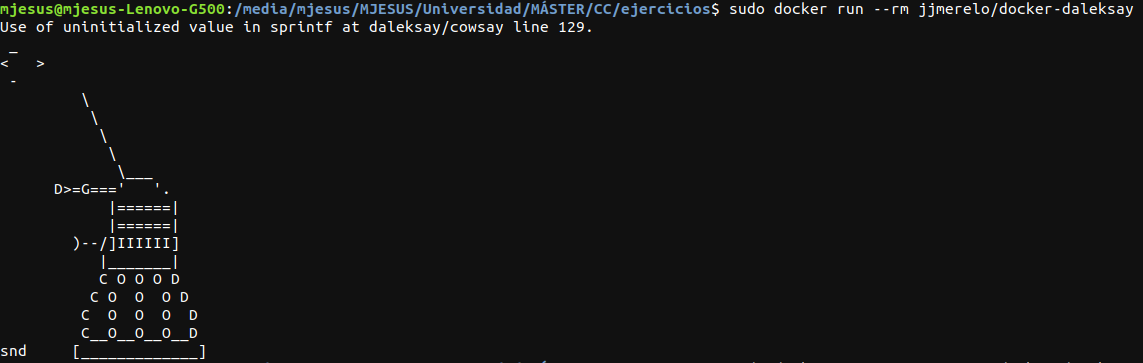 mjesus@mjesus-Lenovo-G500:/media/mjesus/MJESUS/Universidad/MÁSTER/CC/ejercicios$ sudo docker run --rm jjmerelo/docker-daleksay
Use of uninitialized value in sprintf at daleksay/cowsay line 129.
 _
<   >
 -
         \
          \
           \
            \
             \___
      D>=G==='   '.
            |======|
            |======|
        )--/]IIIIII]
           |_______|
           C O O O D
          C O  O  O D
         C  O  O  O  D
         C__O__O__O__D
snd     [_____________]